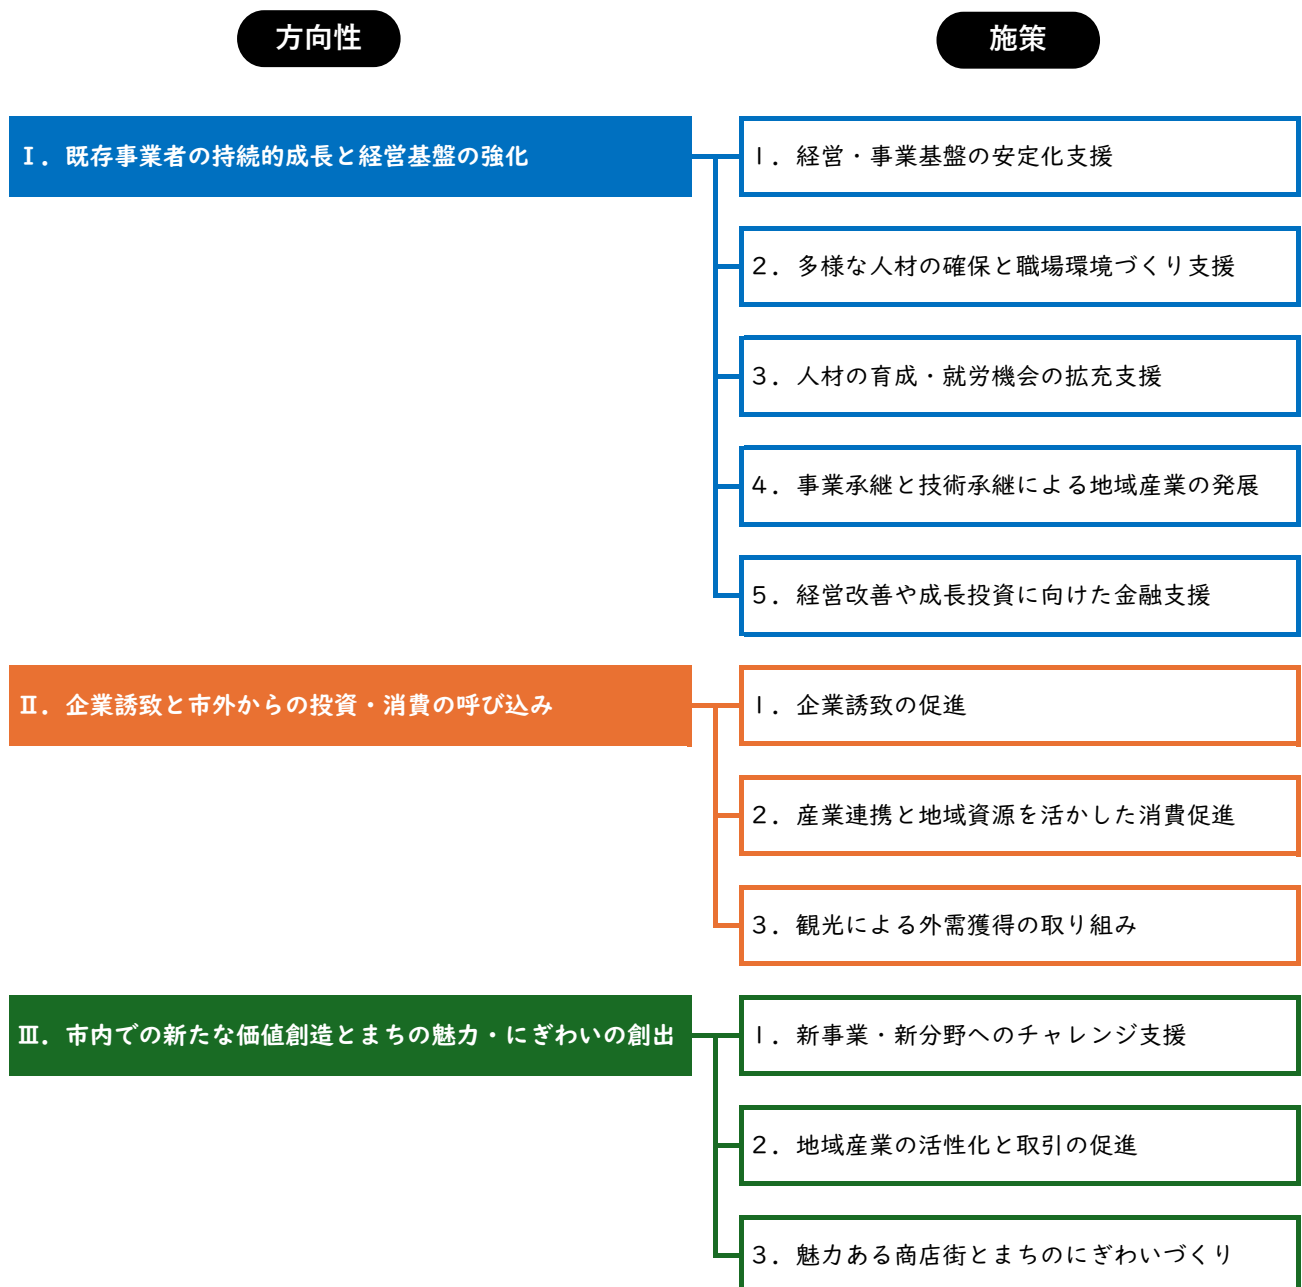 方向性
施策
Ⅰ．既存事業者の持続的成長と経営基盤の強化
１．経営・事業基盤の安定化支援
２．多様な人材の確保と職場環境づくり支援
３．人材の育成・就労機会の拡充支援
４．事業承継と技術承継による地域産業の発展
５．経営改善や成長投資に向けた金融支援
Ⅱ．企業誘致と市外からの投資・消費の呼び込み
１．企業誘致の促進
２．産業連携と地域資源を活かした消費促進
３．観光による外需獲得の取り組み
Ⅲ．市内での新たな価値創造とまちの魅力・にぎわいの創出
１．新事業・新分野へのチャレンジ支援
２．地域産業の活性化と取引の促進
３．魅力ある商店街とまちのにぎわいづくり